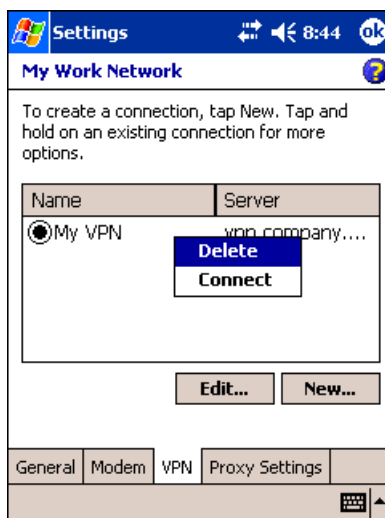 Settings 8:44 ok
My Work Network ?
To create a connection, tap New. Tap and
hold on an existing connection for more
options.
Name Server
My VPN vpn.company....
Delete
Connect
Edit... New...
General Modem VPN Proxy Settings